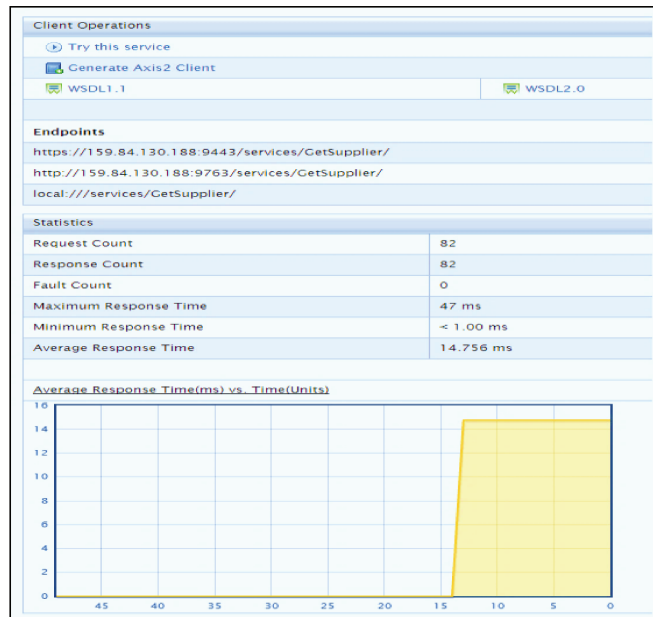 Client Operations
Try this service
Generate Axis2 Client
WSDL1.1 WSDL2.0
Endpoints
https://159.84.130.188:9443/services/GetSupplier/
http://159.84.130.188:9763/services/GetSupplier/
local:///services/GetSupplier/
Statistics
Request Count 82
Response Count 82
Fault Count 0
Maximum Response Time 47 ms
Minimum Response Time < 1.00 ms
Average Response Time 14.756 ms
Average Response Time(ms) vs. Time(Units)
16
14
12
10
8
6
4
2
0
45 40 35 30 25 20 15 10 5 0